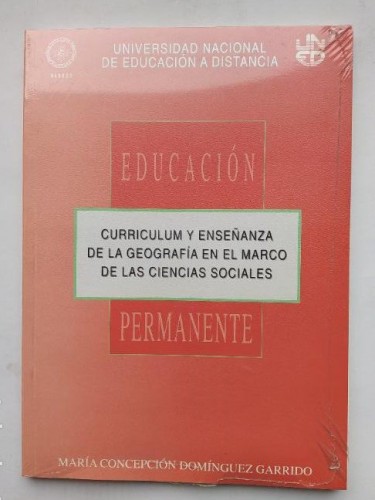 UNIVERSIDAD NACIONAL
DE EDUCACIÓN A DISTANCIA
UNED
EDUCACIÓN
CURRICULUM Y ENSEÑANZA
DE LA GEOGRAFÍA EN EL MARCO
DE LAS CIENCIAS SOCIALES
PERMANENTE
MARÍA CONCEPCIÓN DOMÍNGUEZ GARRIDO